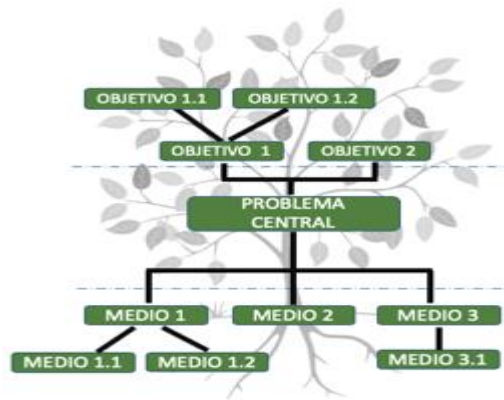 OBJETIVO 1.1
OBJETIVO 1.2
OBJETIVO 1
OBJETIVO 2
PROBLEMA
CENTRAL
MEDIO 1
MEDIO 2
MEDIO 3
MEDIO 1.1
MEDIO 1.2
MEDIO 3.1